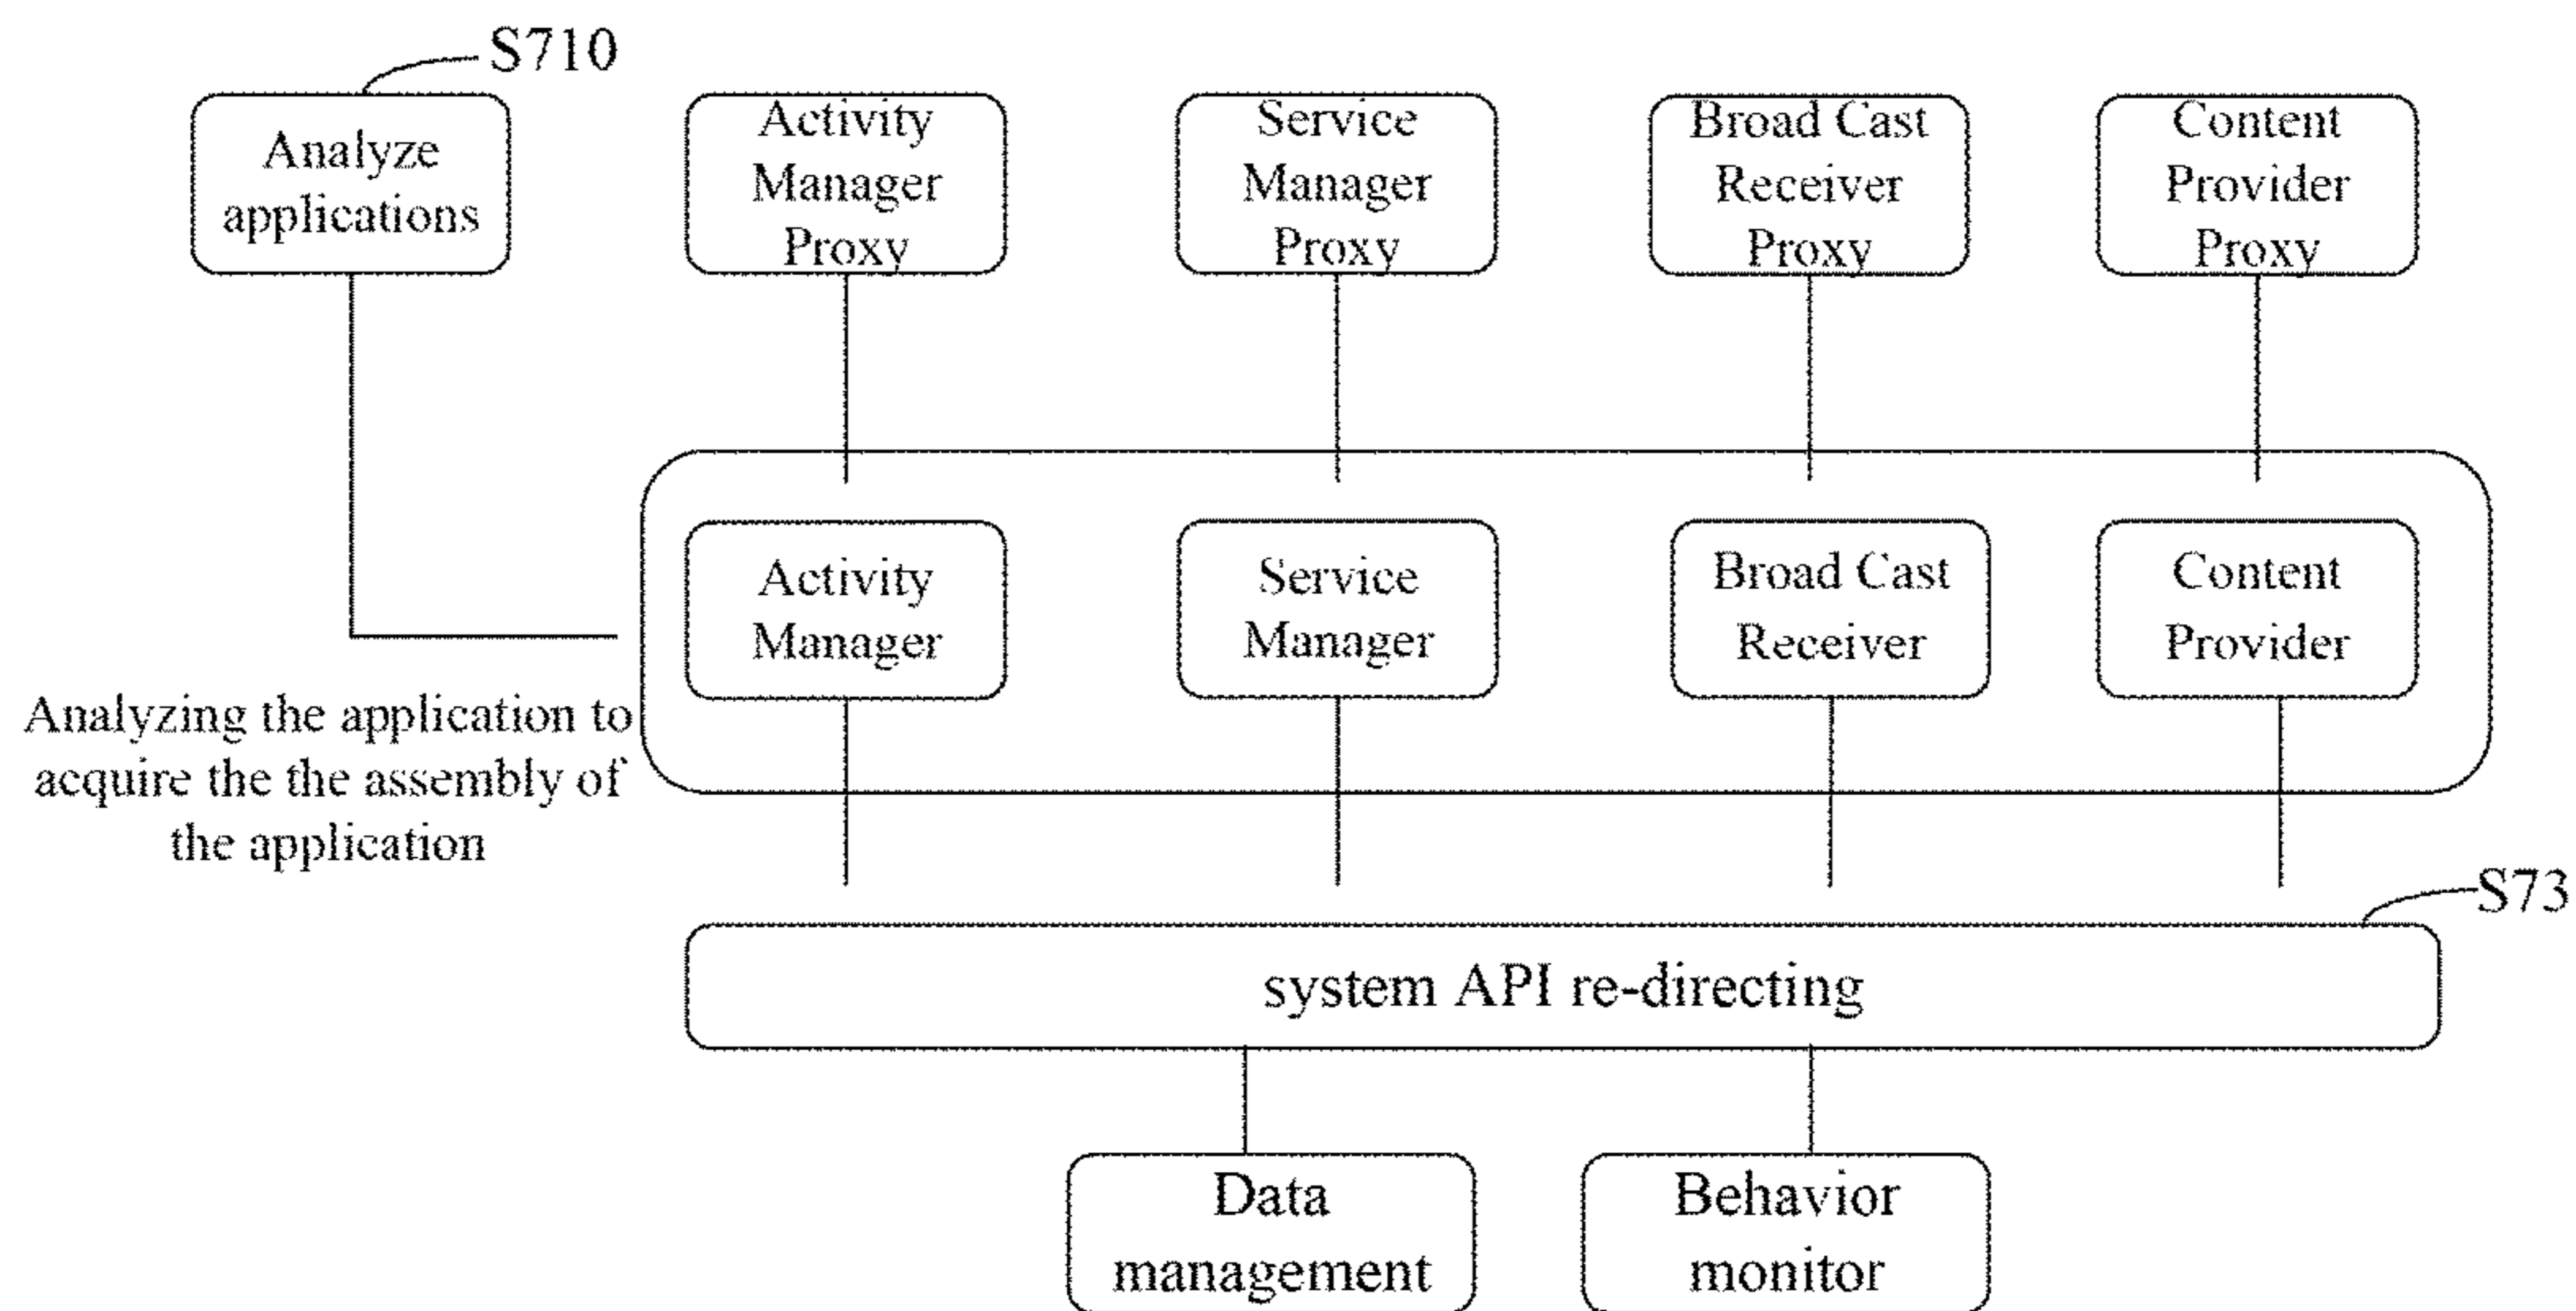 S710
Analyze
applications
Activity
Manager
Proxy
Service
Manager
Proxy
Broad Cast
Receiver
Proxy
Content
Provider
Proxy
Activity
Manager
Service
Manager
Broad Cast
Receiver
Content
Provider
Analyzing the application to
acquire the the assembly of
the application
S73
system API re-directing
Data
management
Behavior
monitor